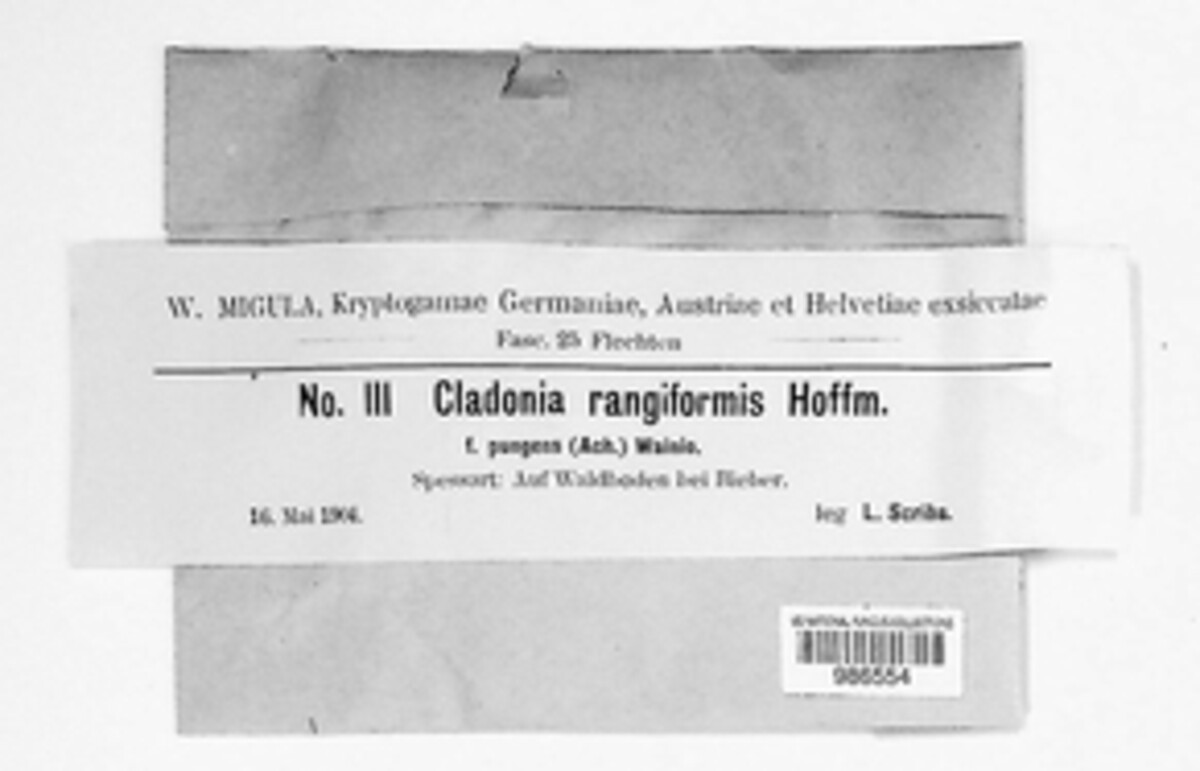 W. MIGULA, Kryptogamae Germaniae, Austriae et Helvetiae exsiccatae
Fasc. 25 Flechten
No. 111 Cladonia rangiformis Hoffm.
f. pungens (Ach.) Wainio.
Spessart: Auf Waldboden bei Bieber.
16. Mai 1906. leg L. Scriba.
986554